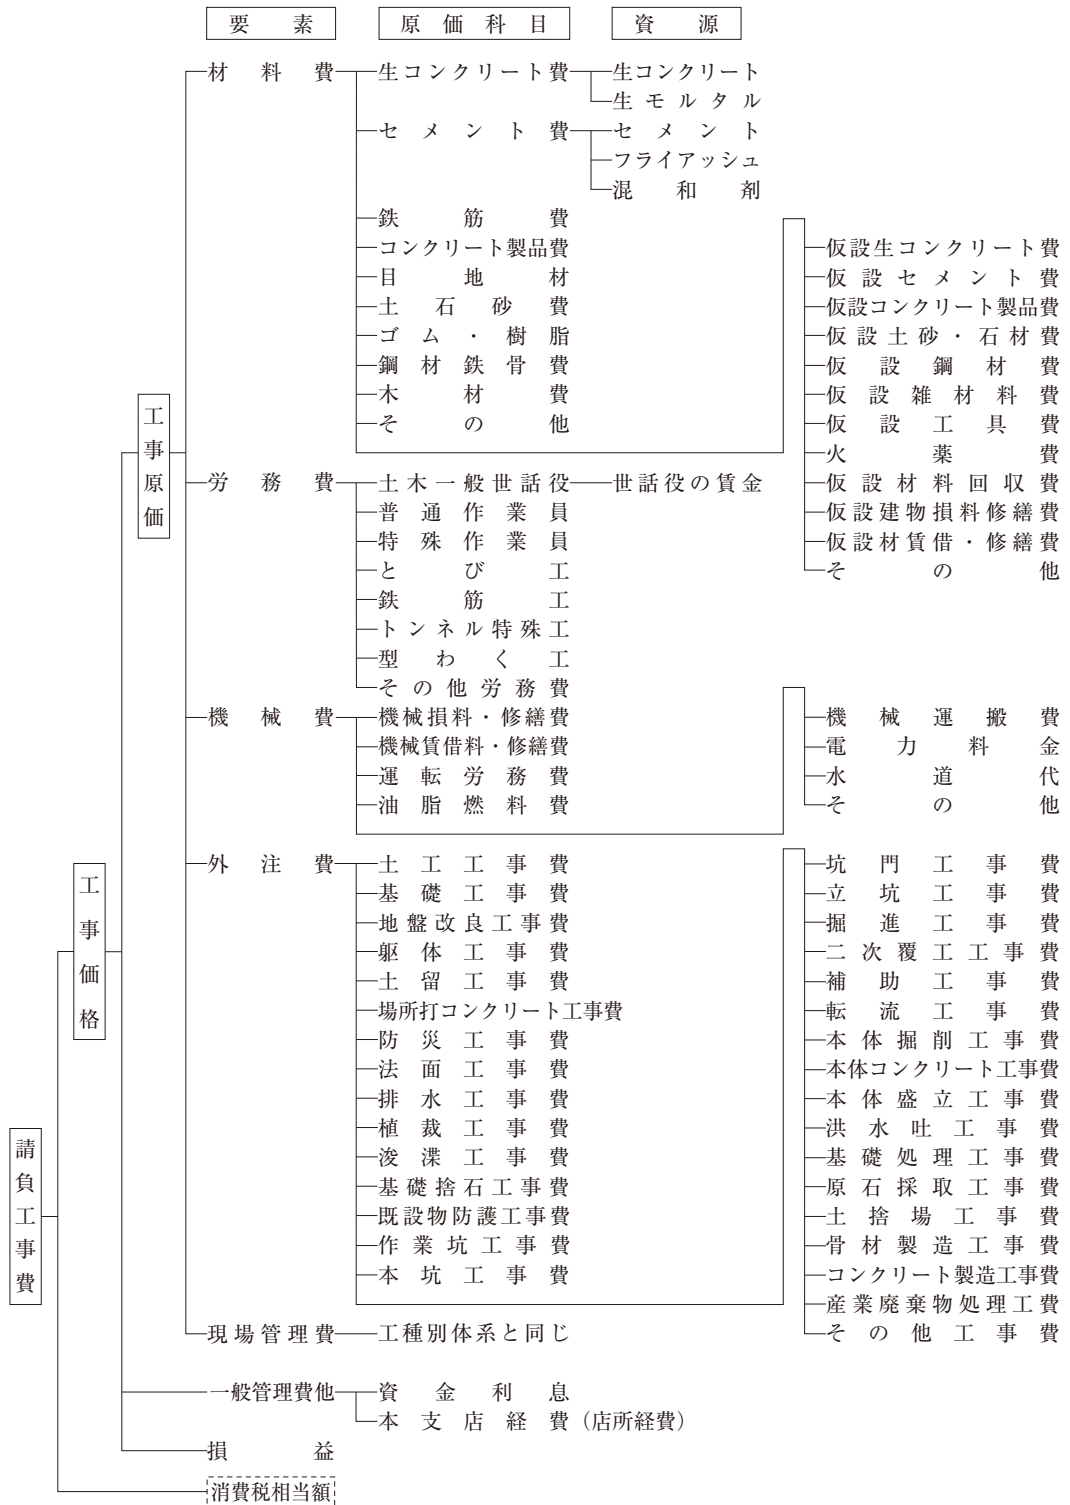 要素 原価科目 資源
材料費 生コンクリート費 生コンクリート
生モルタル
セメント費 セメント
フライアッシュ
混和剤
鉄筋費
コンクリート製品費
目地材
土石砂費
ゴム・樹脂
鋼材鉄骨費
木材費
その他
仮設生コンクリート費
仮設セメント費
仮設コンクリート製品費
仮設土砂・石材費
仮設鋼材費
仮設雑材料費
仮設工具費
火薬費
仮設材料回収費
仮設建物損料修繕費
仮設材賃借・修繕費
その他
工事原価
労務費 土木一般世話役 世話役の賃金
普通作業員
特殊作業員
とび工
鉄筋工
トンネル特殊工
型わく工
その他労務費
機械費 機械損料・修繕費
機械賃借料・修繕費
運転労務費
油脂燃料費
機械運搬費
電力料金
水道代
その他
外注費 土工工事費
基礎工事費
地盤改良工事費
躯体工事費
土留工事費
場所打コンクリート工事費
防災工事費
法面工事費
排水工事費
植裁工事費
浚渫工事費
基礎捨石工事費
既設物防護工事費
作業坑工事費
本坑工事費
坑門工事費
立坑工事費
掘進工事費
二次覆工工事費
補助工事費
転流工事費
本体掘削工事費
本体コンクリート工事費
本体盛立工事費
洪水吐工事費
基礎処理工事費
原石採取工事費
土捨場工事費
骨材製造工事費
コンクリート製造工事費
産業廃棄物処理工費
その他工事費
工事価格
請負工事費
現場管理費 工種別体系と同じ
一般管理費他 資金利息
本支店経費(店所経費)
損益
消費税相当額